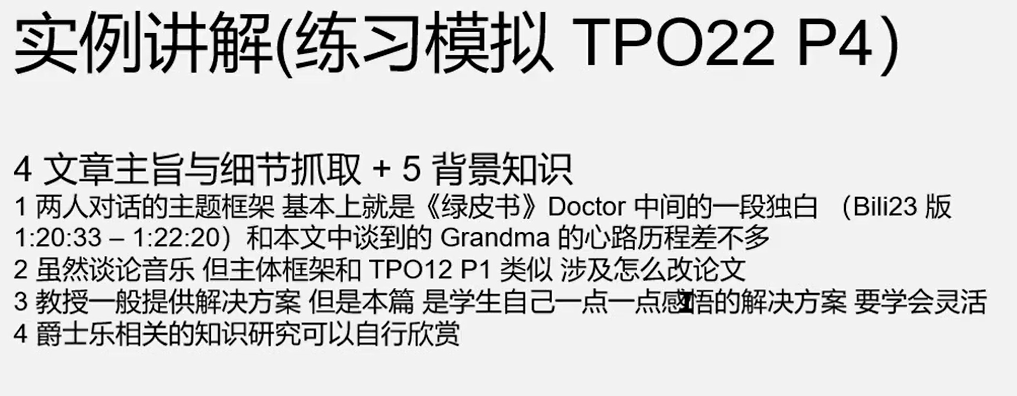 实例讲解(练习模拟 TPO22 P4）
4 文章主旨与细节抓取 + 5 背景知识
1 两人对话的主题框架 基本上就是《绿皮书》Doctor 中间的一段独白 （Bili23 版
1:20:33 – 1:22:20）和本文中谈到的 Grandma 的心路历程差不多
2 虽然谈论音乐 但主体框架和 TPO12 P1 类似 涉及怎么改论文
3 教授一般提供解决方案 但是本篇 是学生自己一点一点感悟的解决方案 要学会灵活
4 爵士乐相关的知识研究可以自行欣赏